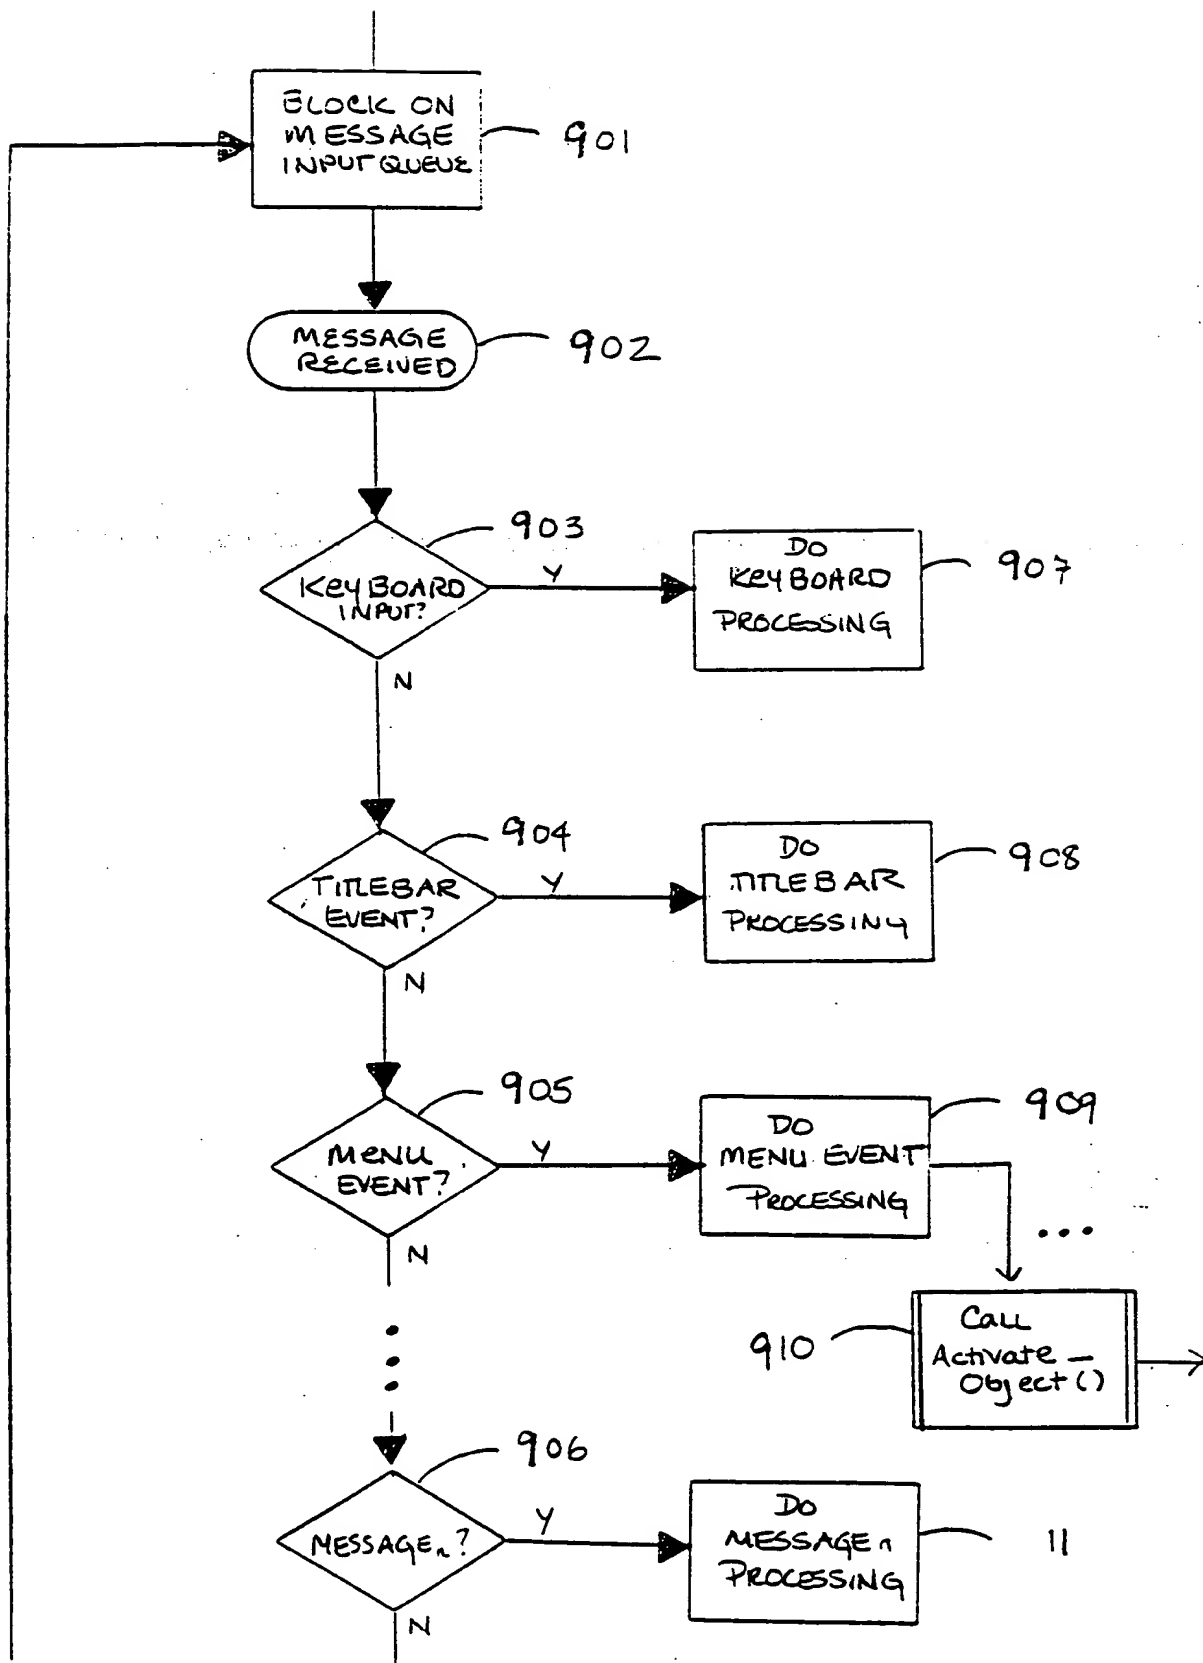 BLOCK ON
MESSAGE
INPUT QUEUE
901
MESSAGE
RECEIVED
902
903
KEYBOARD
INPUT?
Y
DO
KEYBOARD
PROCESSING
907
N
904
TITLEBAR
EVENT?
Y
DO
TITLEBAR
PROCESSING
908
N
905
MENU
EVENT?
Y
DO
MENU EVENT
PROCESSING
909
N
...
910
Call
Activate_
Object()
906
MESSAGEn?
Y
DO
MESSAGEn
PROCESSING
11
N